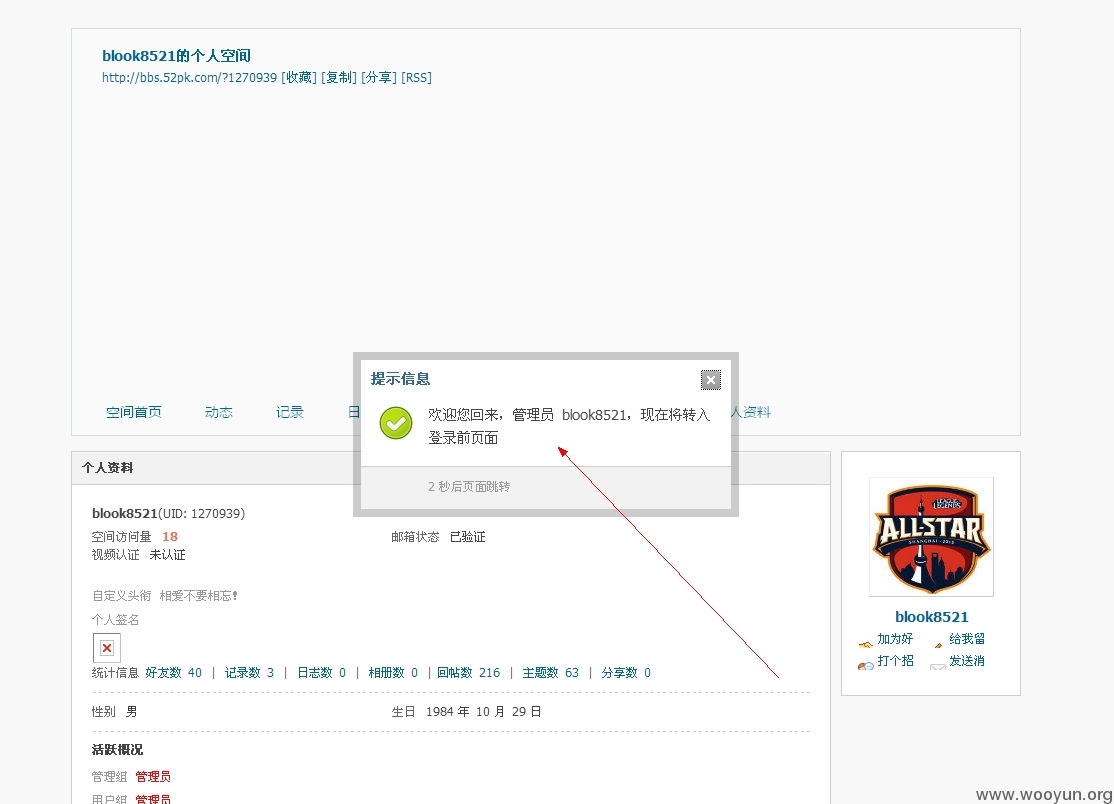 blook8521的个人空间
http://bbs.52pk.com/?1270939 [收藏] [复制] [分享] [RSS]
空间首页 动态 记录 日 人资料
提示信息
欢迎您回来，管理员 blook8521，现在将转入
登录前页面
2 秒后页面跳转
个人资料
blook8521(UID: 1270939)
空间访问量 18 邮箱状态 已验证
视频认证 未认证
自定义头衔 相爱不要相忘!
个人签名
统计信息 好友数 40 | 记录数 3 | 日志数 0 | 相册数 0 | 回帖数 216 | 主题数 63 | 分享数 0
性别 男 生日 1984 年 10 月 29 日
活跃概况
管理组 管理员
用户组 管理员
LEAGUE
LEGENDS
ALL★STAR
SHANGHAI · 2013
blook8521
加为好 给我留
打个招 发送消
www.wooyun.org